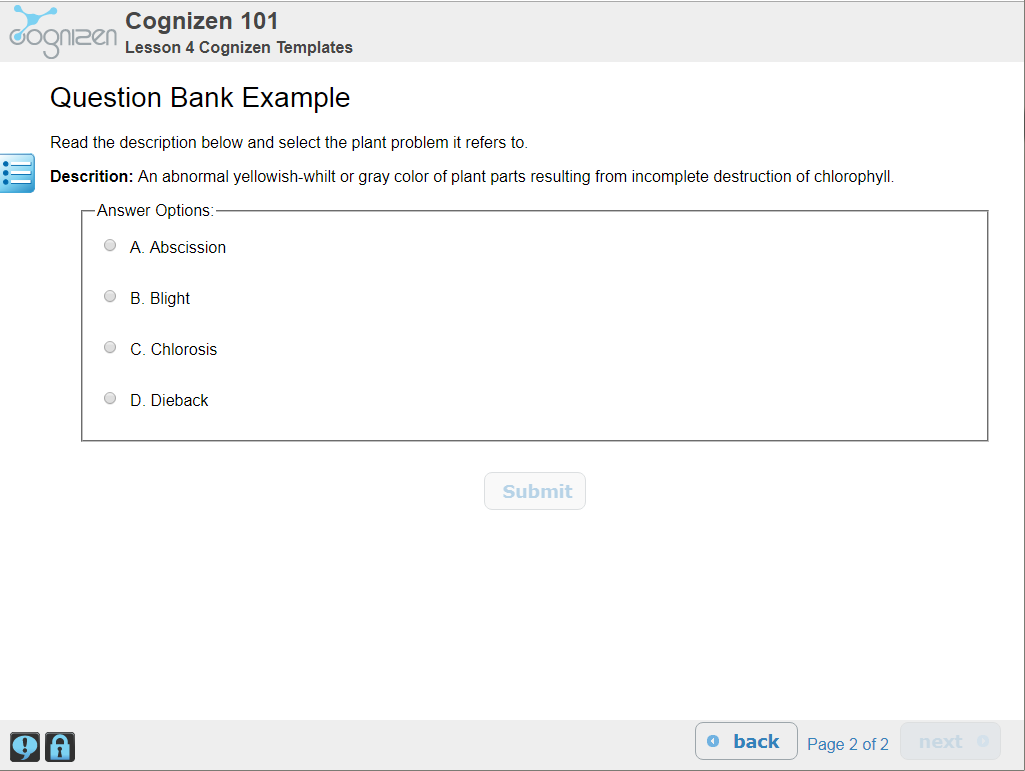 cognizen
Cognizen 101
Lesson 4 Cognizen Templates
Question Bank Example
Read the description below and select the plant problem it refers to.
Descrition: An abnormal yellowish-whilt or gray color of plant parts resulting from incomplete destruction of chlorophyll.
Answer Options:
A. Abscission
B. Blight
C. Chlorosis
D. Dieback
Submit
back Page 2 of 2 next